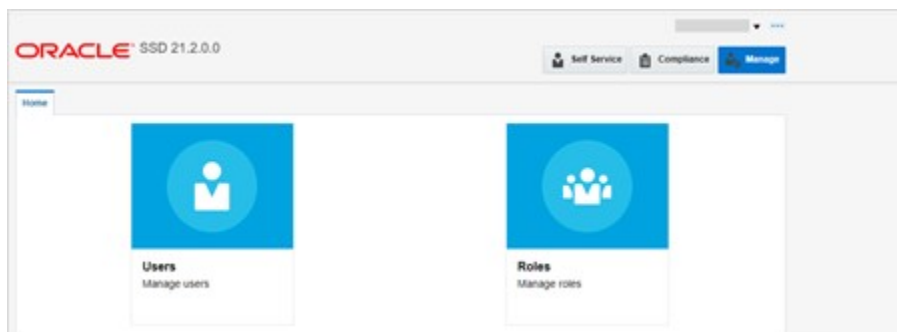 ORACLE® SSD 21.2.0.0
Self Service Compliance Manage
Home
Users
Manage users
Roles
Manage roles